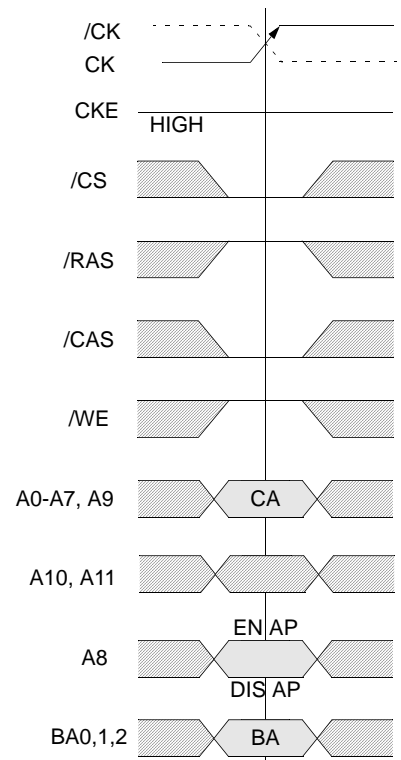 /CK
CK
CKE
HIGH
/CS
/RAS
/CAS
/WE
A0-A7, A9 CA
A10, A11
EN AP
A8
DIS AP
BA0,1,2 BA